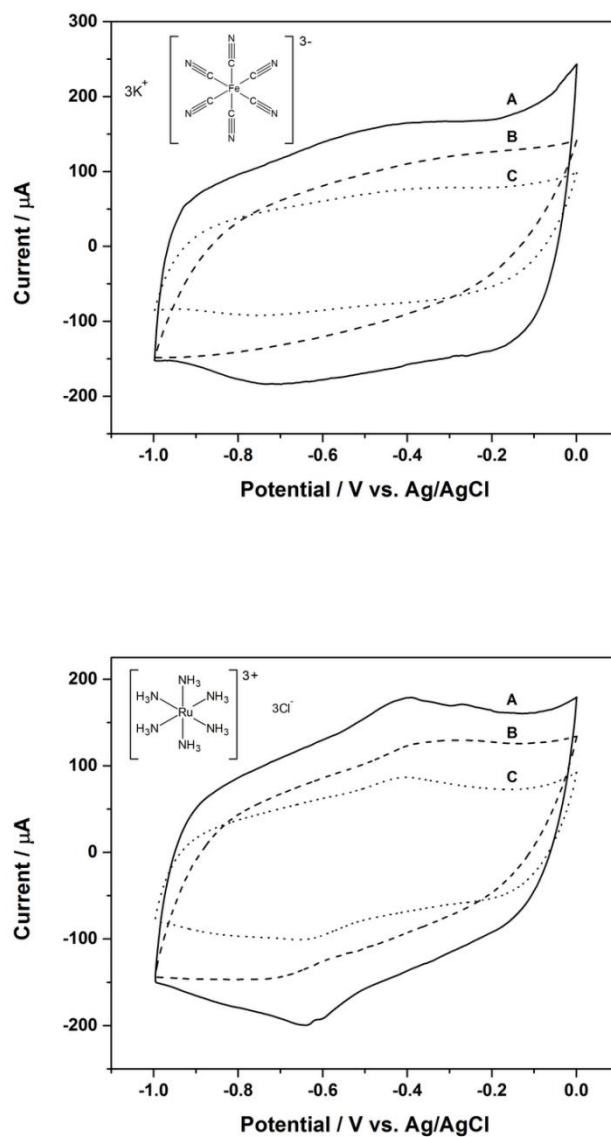 300
200
100
0
-100
-200
-1.0 -0.8 -0.6 -0.4 -0.2 0.0
Current / μA
Potential / V vs. Ag/AgCl
3K+
3-
N
N C C C N
Fe
N C C C N
N
A
B
C
200
100
0
-100
-200
-1.0 -0.8 -0.6 -0.4 -0.2 0.0
Current / μA
Potential / V vs. Ag/AgCl
3+
NH3
H3N NH3
Ru
H3N NH3
NH3
3Cl-
A
B
C